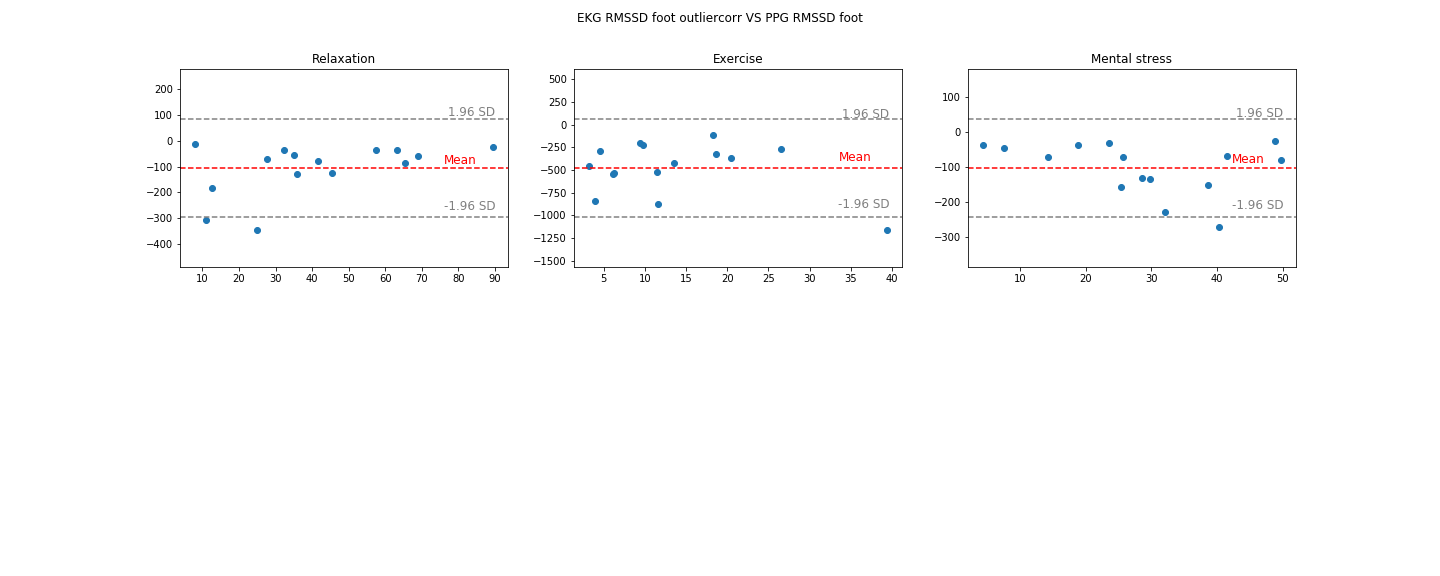 EKG RMSSD foot outliercorr VS PPG RMSSD foot
Relaxation
200
100
0
−100
−200
−300
−400
1.96 SD
Mean
-1.96 SD
10 20 30 40 50 60 70 80 90
Exercise
500
250
0
−250
−500
−750
−1000
−1250
−1500
1.96 SD
Mean
-1.96 SD
5 10 15 20 25 30 35 40
Mental stress
100
0
−100
−200
−300
1.96 SD
Mean
-1.96 SD
10 20 30 40 50